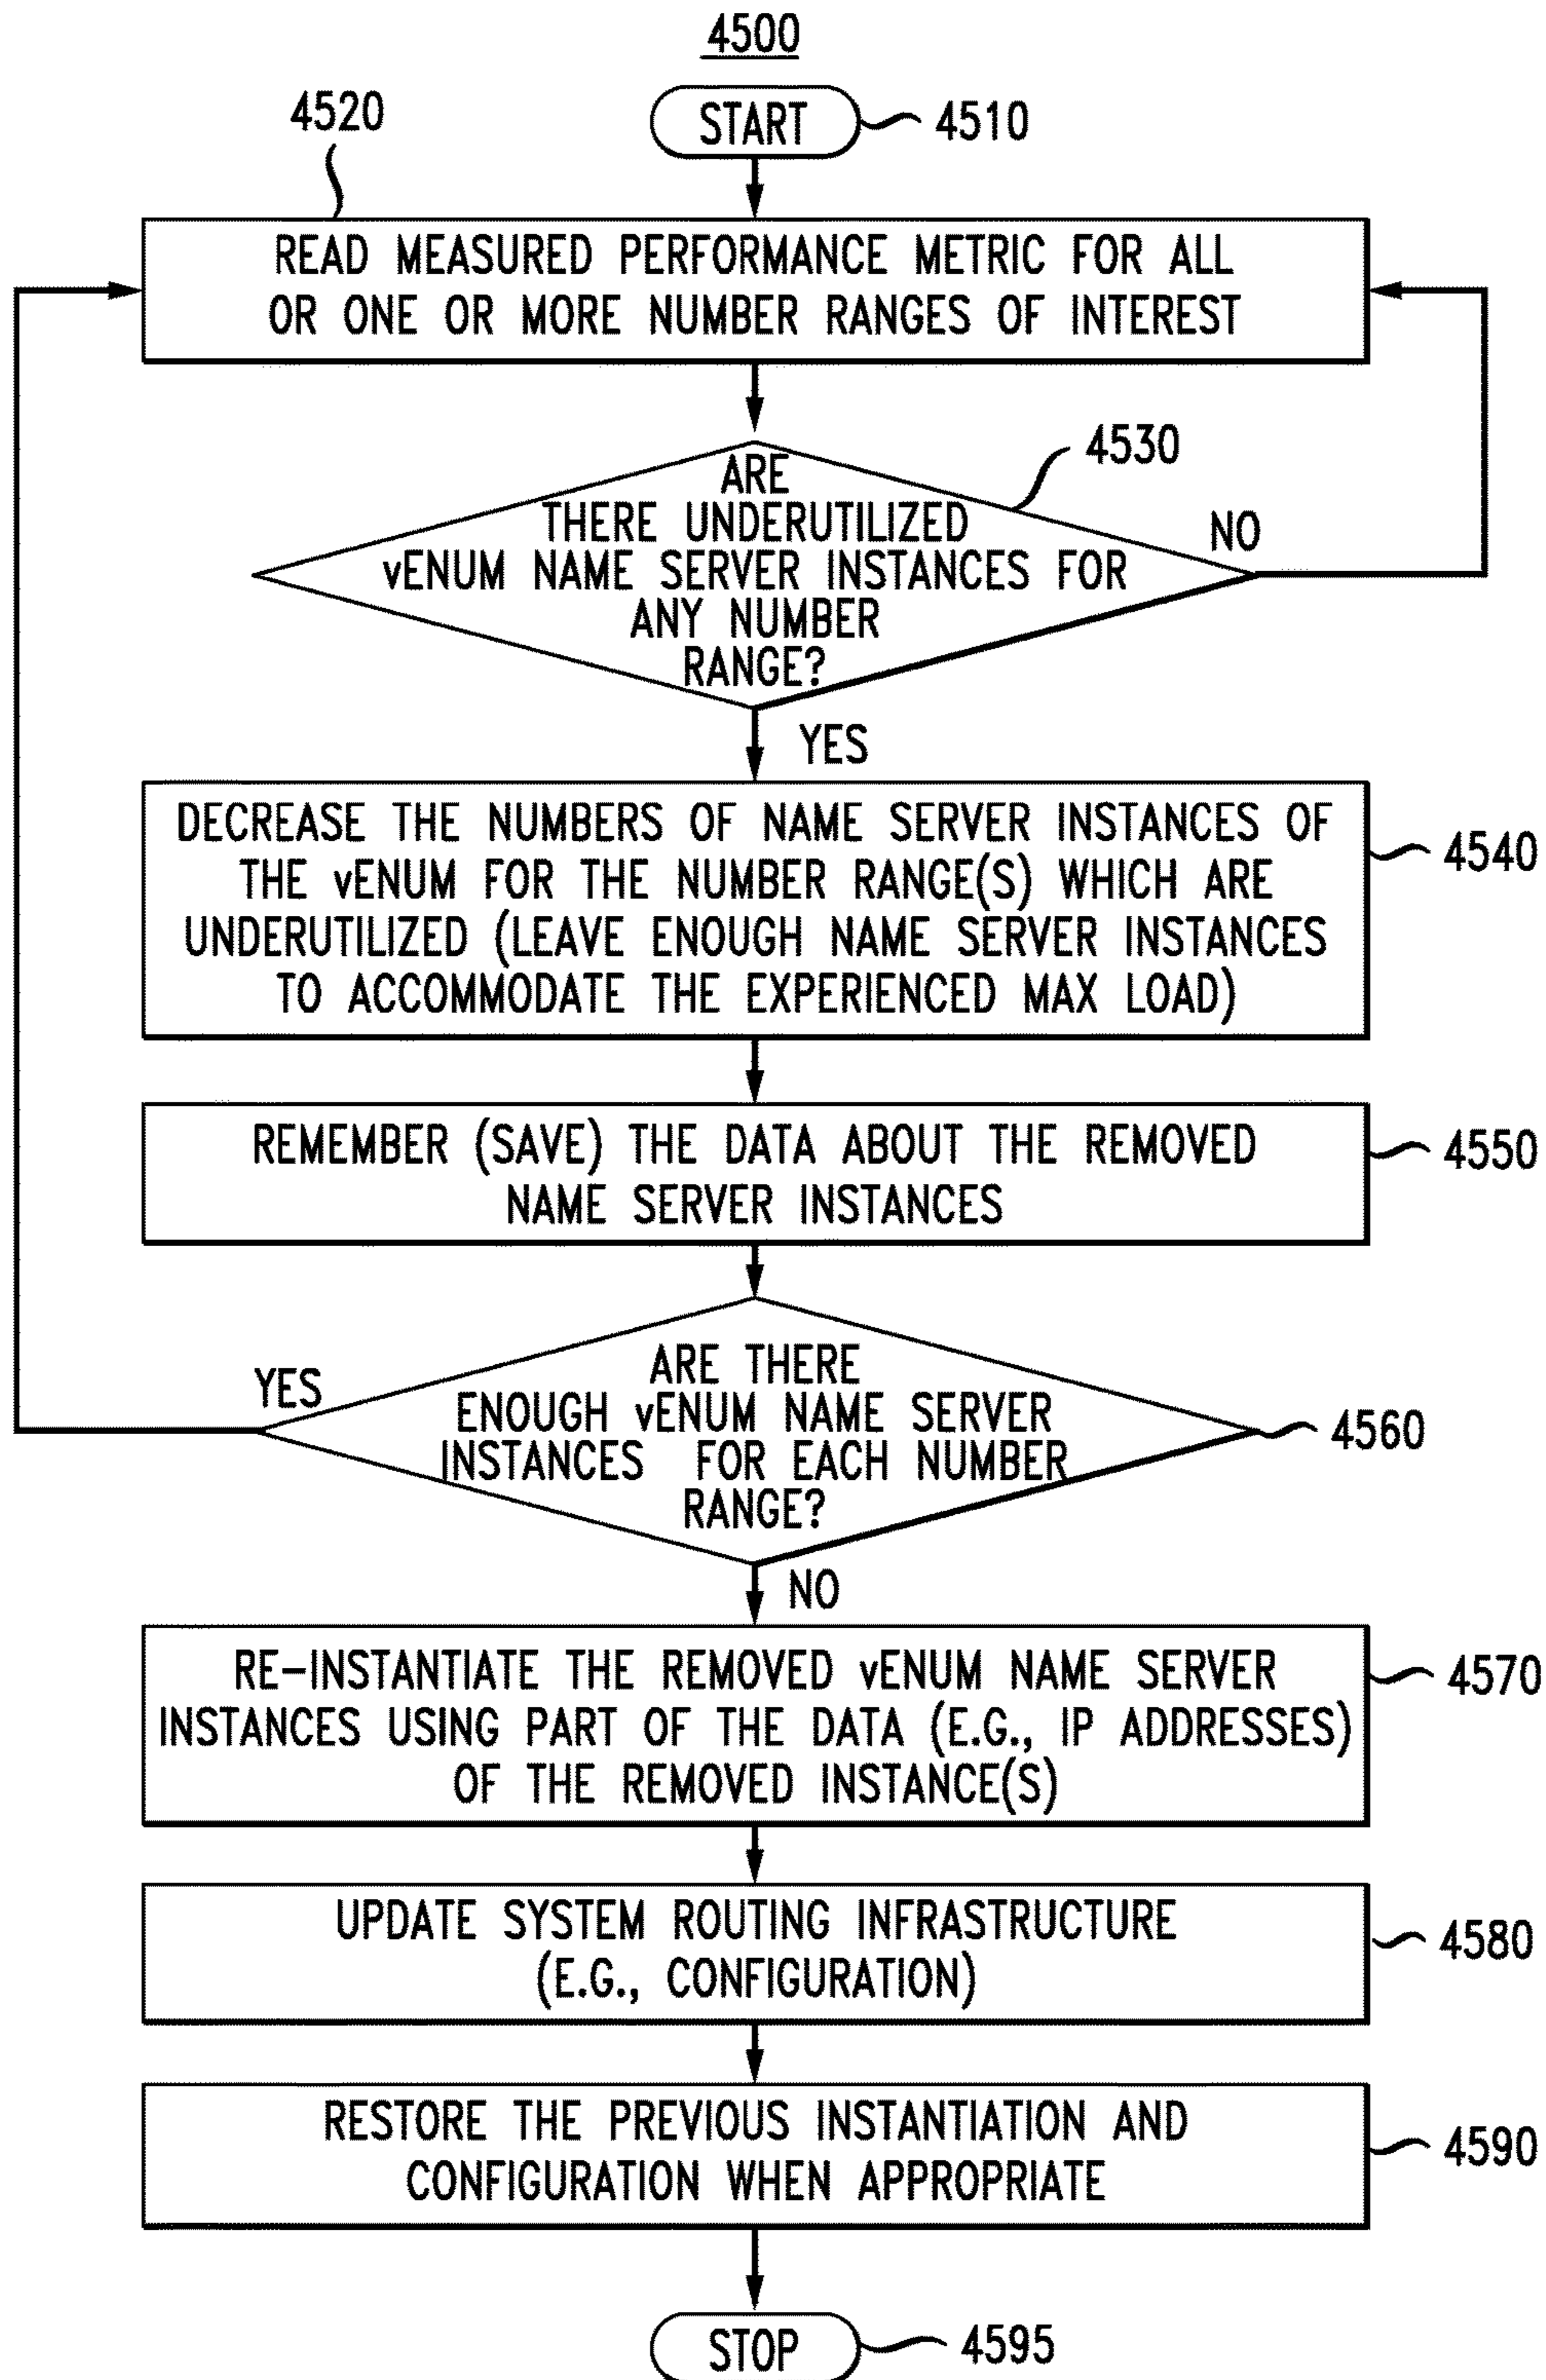 4500
START
4510
4520
READ MEASURED PERFORMANCE METRIC FOR ALL
OR ONE OR MORE NUMBER RANGES OF INTEREST
4530
ARE
THERE UNDERUTILIZED
vENUM NAME SERVER INSTANCES FOR
ANY NUMBER
RANGE?
NO
YES
DECREASE THE NUMBERS OF NAME SERVER INSTANCES OF
THE vENUM FOR THE NUMBER RANGE(S) WHICH ARE
UNDERUTILIZED (LEAVE ENOUGH NAME SERVER INSTANCES
TO ACCOMMODATE THE EXPERIENCED MAX LOAD)
4540
REMEMBER (SAVE) THE DATA ABOUT THE REMOVED
NAME SERVER INSTANCES
4550
YES
ARE THERE
ENOUGH vENUM NAME SERVER
INSTANCES FOR EACH NUMBER
RANGE?
4560
NO
RE-INSTANTIATE THE REMOVED vENUM NAME SERVER
INSTANCES USING PART OF THE DATA (E.G., IP ADDRESSES)
OF THE REMOVED INSTANCE(S)
4570
UPDATE SYSTEM ROUTING INFRASTRUCTURE
(E.G., CONFIGURATION)
4580
RESTORE THE PREVIOUS INSTANTIATION AND
CONFIGURATION WHEN APPROPRIATE
4590
STOP
4595